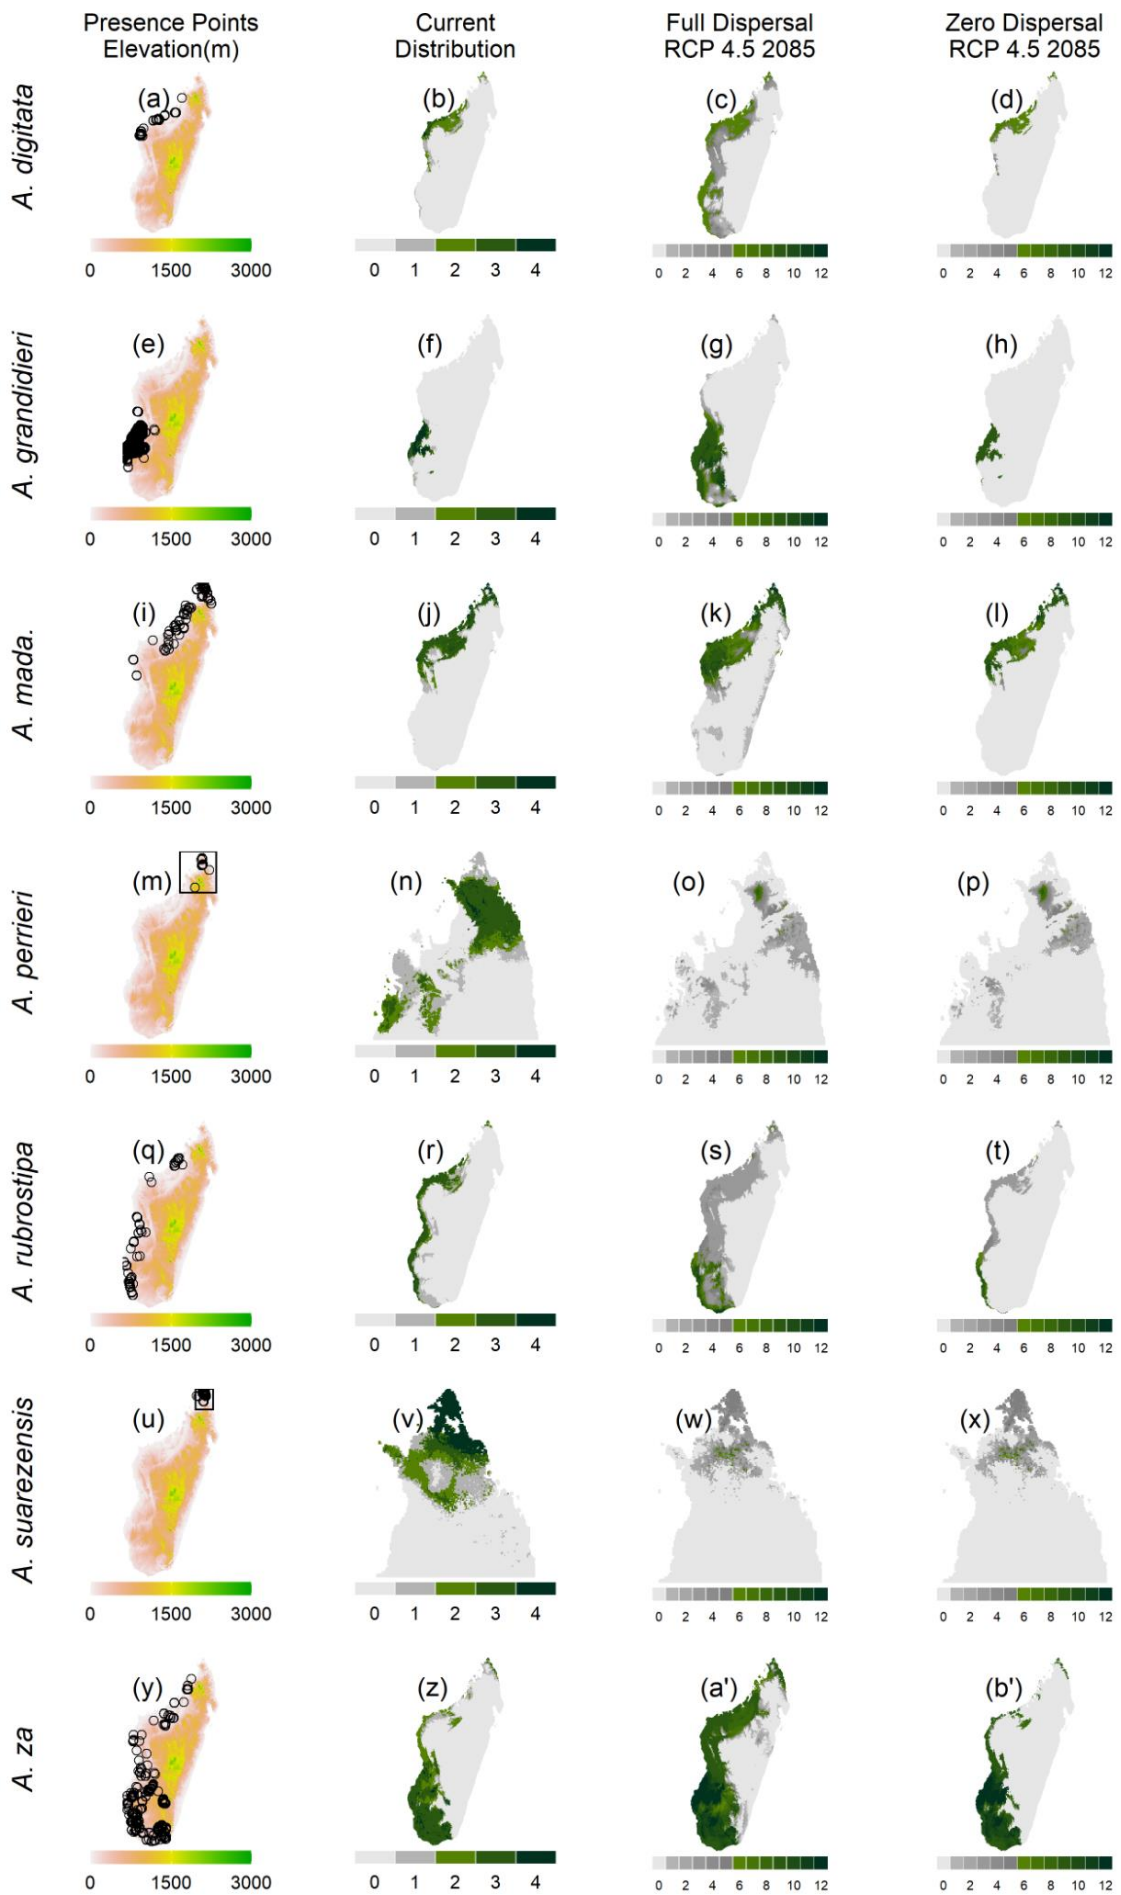 Presence Points Elevation(m)
Current Distribution
Full Dispersal RCP 4.5 2085
Zero Dispersal RCP 4.5 2085
A. digitata
(a) (b) (c) (d)
0 1500 3000 0 1 2 3 4 0 2 4 6 8 10 12 0 2 4 6 8 10 12
A. grandidieri
(e) (f) (g) (h)
0 1500 3000 0 1 2 3 4 0 2 4 6 8 10 12 0 2 4 6 8 10 12
A. mada.
(i) (j) (k) (l)
0 1500 3000 0 1 2 3 4 0 2 4 6 8 10 12 0 2 4 6 8 10 12
A. perrieri
(m) (n) (o) (p)
0 1500 3000 0 1 2 3 4 0 2 4 6 8 10 12 0 2 4 6 8 10 12
A. rubrostipa
(q) (r) (s) (t)
0 1500 3000 0 1 2 3 4 0 2 4 6 8 10 12 0 2 4 6 8 10 12
A. suarezensis
(u) (v) (w) (x)
0 1500 3000 0 1 2 3 4 0 2 4 6 8 10 12 0 2 4 6 8 10 12
A. za
(y) (z) (a') (b')
0 1500 3000 0 1 2 3 4 0 2 4 6 8 10 12 0 2 4 6 8 10 12